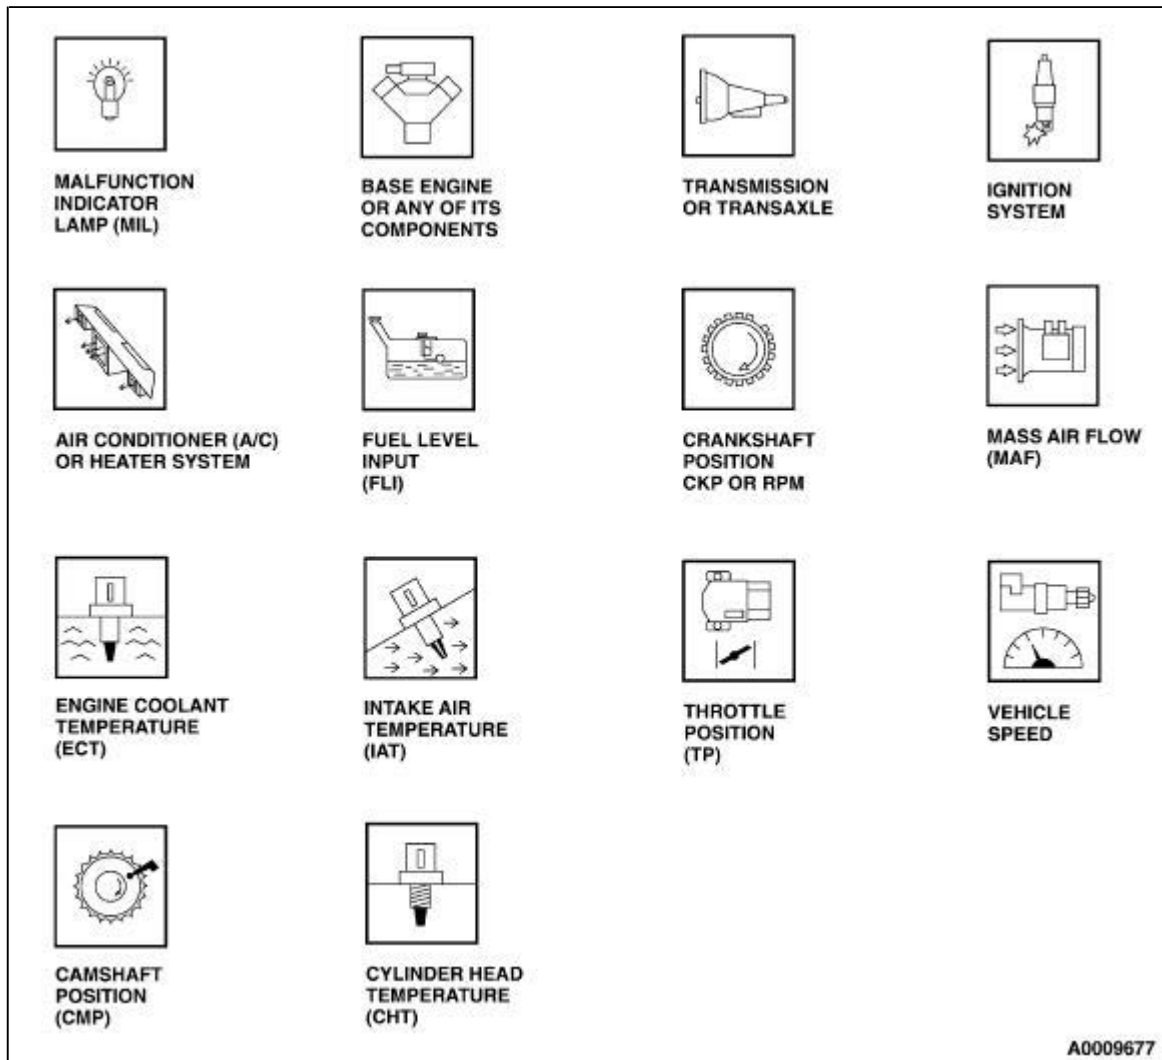 MALFUNCTION
INDICATOR
LAMP (MIL)
BASE ENGINE
OR ANY OF ITS
COMPONENTS
TRANSMISSION
OR TRANSAXLE
IGNITION
SYSTEM
AIR CONDITIONER (A/C)
OR HEATER SYSTEM
FUEL LEVEL
INPUT
(FLI)
CRANKSHAFT
POSITION
CKP OR RPM
MASS AIR FLOW
(MAF)
ENGINE COOLANT
TEMPERATURE
(ECT)
INTAKE AIR
TEMPERATURE
(IAT)
THROTTLE
POSITION
(TP)
VEHICLE
SPEED
CAMSHAFT
POSITION
(CMP)
CYLINDER HEAD
TEMPERATURE
(CHT)
A0009677